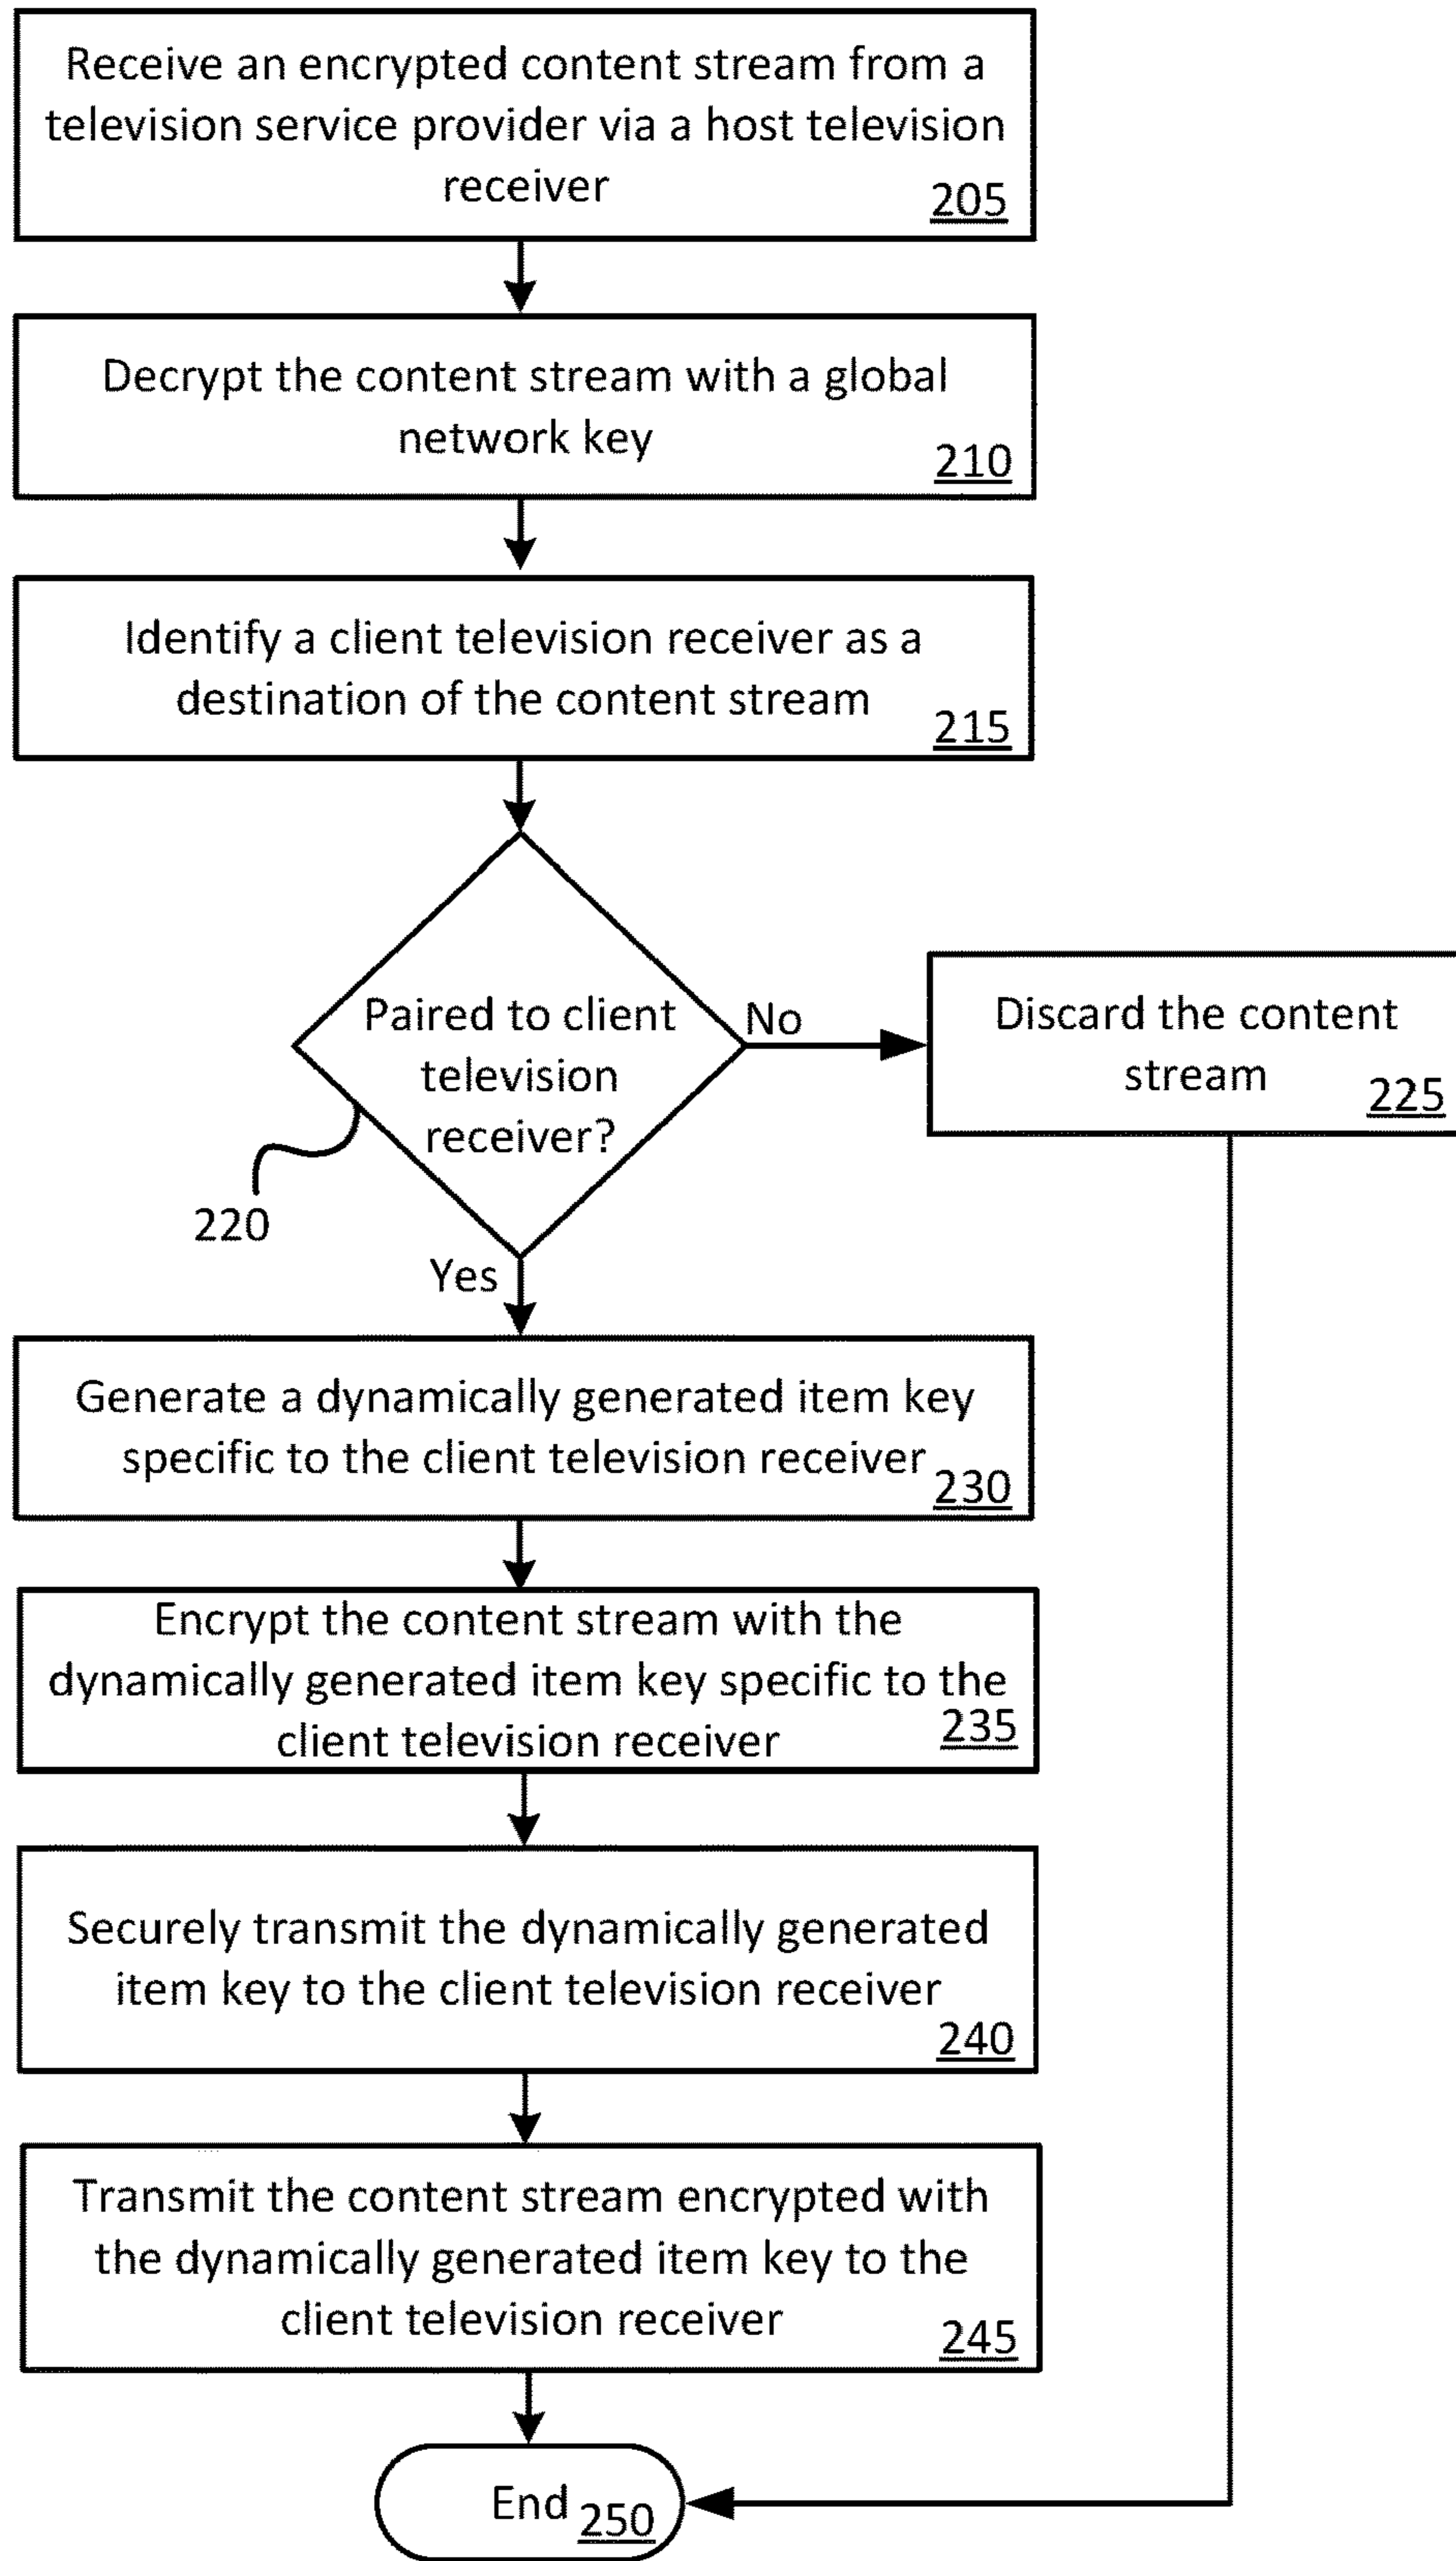 Receive an encrypted content stream from a
television service provider via a host television
receiver
205
Decrypt the content stream with a global
network key
210
Identify a client television receiver as a
destination of the content stream
215
Paired to client
television
receiver?
No
Discard the content
stream
225
220
Yes
Generate a dynamically generated item key
specific to the client television receiver
230
Encrypt the content stream with the
dynamically generated item key specific to the
client television receiver
235
Securely transmit the dynamically generated
item key to the client television receiver
240
Transmit the content stream encrypted with
the dynamically generated item key to the
client television receiver
245
End 250